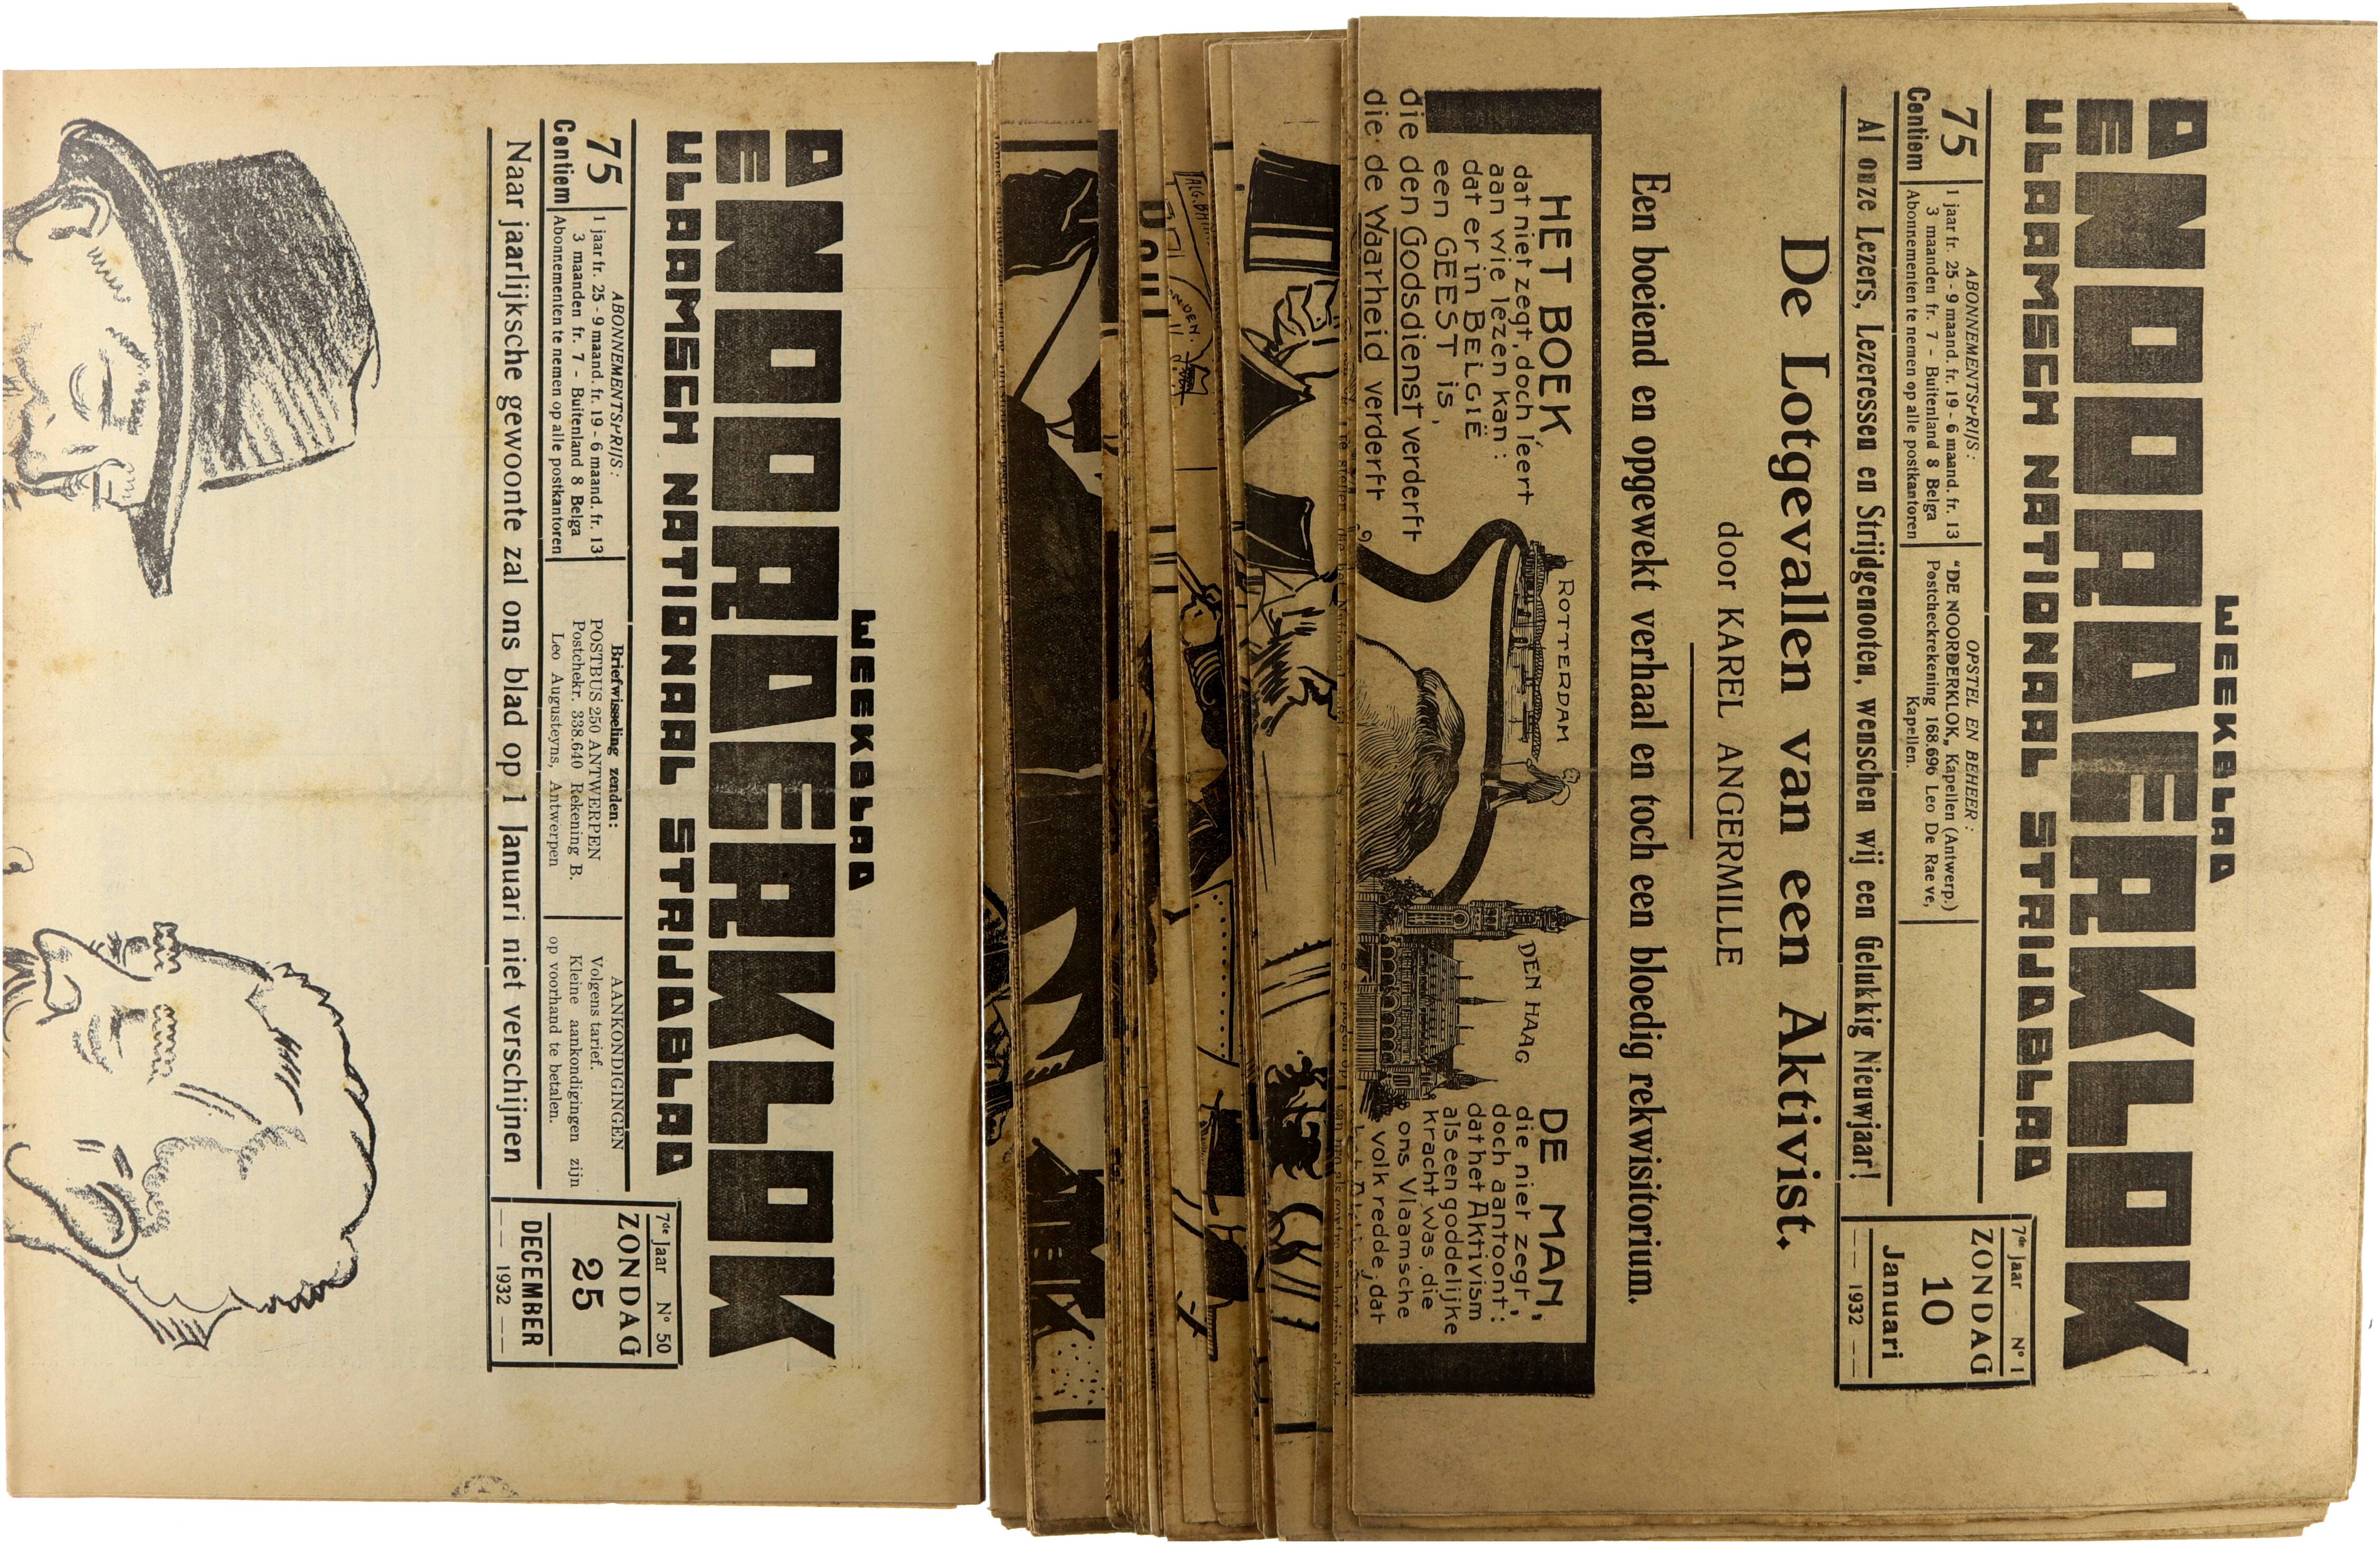 WEEKBLAD
DE NOORDERKLOK
VLAAMSCH NATIONAAL STRIJDBLAD
75
Centiem
ABONNEMENTSPRIJS:
1 jaar fr. 25 - 9 maand. fr. 19 - 6 maand. fr. 13
3 maanden fr. 7 - Buitenland 8 Belga
Abonnementen te nemen op alle postkantoren
OPSTEL EN BEHEER:
"DE NOORDERKLOK„ Kapellen (Antwerp.)
Postcheckrekening 168.696 Leo De Raeve,
Kapellen.
7de Jaar - No 1
ZONDAG
10
Januari
1932
Al onze Lezers, Lezeressen en Strijdgenooten, wenschen wij een Gelukkig Nieuwjaar!
De Lotgevallen van een Aktivist.
door KAREL ANGERMILLE
Een boeiend en opgewekt verhaal en toch een bloedig rekwisitorium.
HET BOEK,
dat niet zegt, doch leert
aan wie lezen kan:
dat er in BELGIË
een GEEST is,
die den Godsdienst verderft
die de Waarheid verderft
ROTTERDAM
DEN HAAG
DE MAN,
die niet zegt,
doch aantoont:
dat het Aktivism
als een goddelijke
kracht was, die
ons Vlaamsche
volk redde; dat
WEEKBLAD
DE NOORDERKLOK
VLAAMSCH NATIONAAL STRIJDBLAD
75
Centiem
ABONNEMENTSPRIJS:
1 jaar fr. 25 - 9 maand. fr. 19 - 6 maand. fr. 13
3 maanden fr. 7 - Buitenland 8 Belga
Abonnementen te nemen op alle postkantoren
Briefwisseling zenden:
POSTBUS 250 ANTWERPEN
Postchekr. 338.640 Rekening B.
Leo Augusteyns, Antwerpen
AANKONDIGINGEN
Volgens tarief.
Kleine aankondigingen zijn
op voorhand te betalen.
7de Jaar No 50
ZONDAG
25
DECEMBER
1932
Naar jaarlijksche gewoonte zal ons blad op 1 Januari niet verschijnen